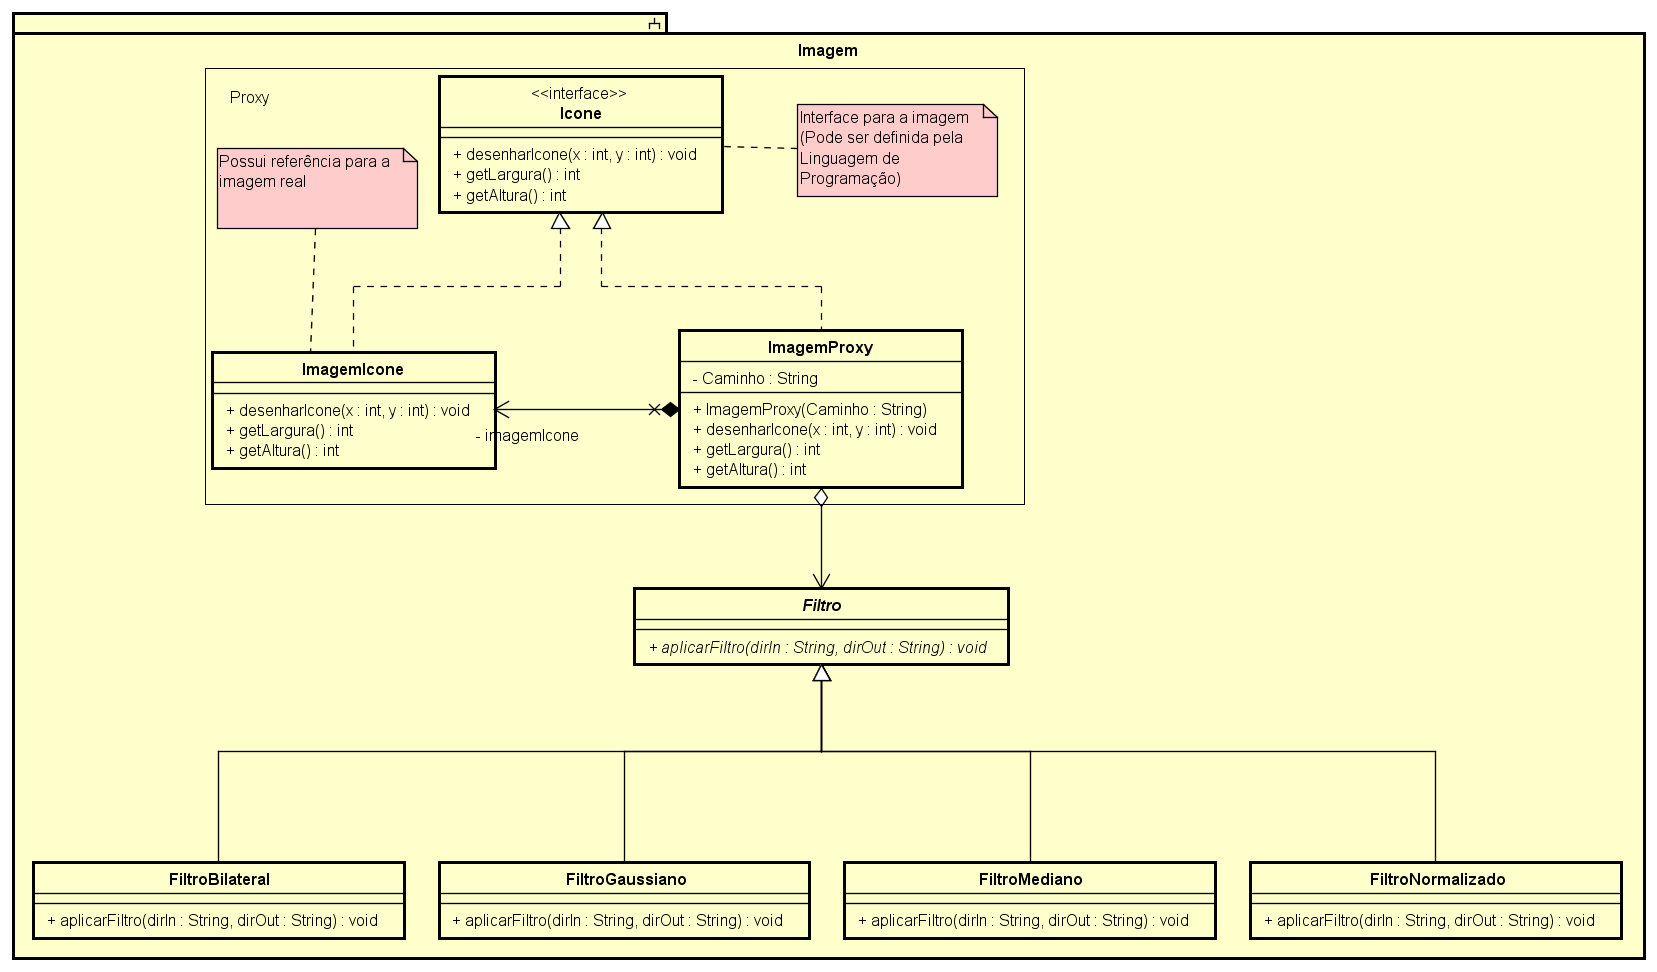 Imagem
Proxy
<<interface>>
Icone
+ desenharIcone(x : int, y : int) : void
+ getLargura() : int
+ getAltura() : int
Interface para a imagem
(Pode ser definida pela
Linguagem de
Programação)
Possui referência para a
imagem real
ImagemIcone
+ desenharIcone(x : int, y : int) : void
+ getLargura() : int
+ getAltura() : int
- imagemIcone
ImagemProxy
- Caminho : String
+ ImagemProxy(Caminho : String)
+ desenharIcone(x : int, y : int) : void
+ getLargura() : int
+ getAltura() : int
Filtro
+ aplicarFiltro(dirIn : String, dirOut : String) : void
FiltroBilateral
+ aplicarFiltro(dirIn : String, dirOut : String) : void
FiltroGaussiano
+ aplicarFiltro(dirIn : String, dirOut : String) : void
FiltroMediano
+ aplicarFiltro(dirIn : String, dirOut : String) : void
FiltroNormalizado
+ aplicarFiltro(dirIn : String, dirOut : String) : void